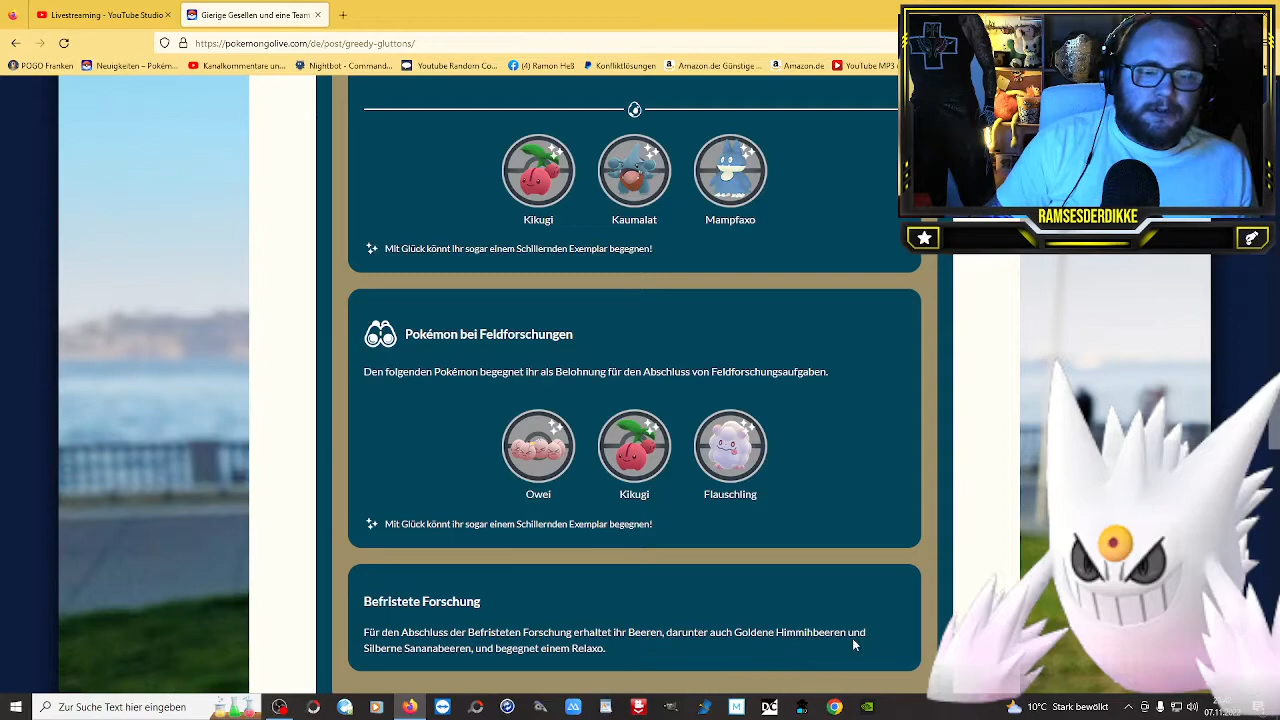 Livestreaming - YouTube Studio
Gierige Gesellen und eine Team
https://pokemongolive.com/de/post/greedy-gluttons/
POGO Franken
Neuigkeiten – Pokém...
Kanalkommentare un...
Nightbot - Command...
Youtube Random Co...
(4) Ramon Heß
Konfliktlösungen
Amazon.de: Günstige ...
Amazon.de
YouTube MP3
RAMSESDERDIKKE
Kikugi
Kaumalat
Mampfaxo
Mit Glück könnt ihr sogar einem Schillernden Exemplar begegnen!
Pokémon bei Feldforschungen
Den folgenden Pokémon begegnet ihr als Belohnung für den Abschluss von Feldforschungsaufgaben.
Owei
Kikugi
Flauschling
Mit Glück könnt ihr sogar einem Schillernden Exemplar begegnen!
Befristete Forschung
Für den Abschluss der Befristeten Forschung erhaltet ihr Beeren, darunter auch Goldene Himmihbeeren und
Silberne Sananabeeren, und begegnet einem Relaxo.
Zur Suche Text hier eingeben
10°C Stark bewölkt
07.11.2022